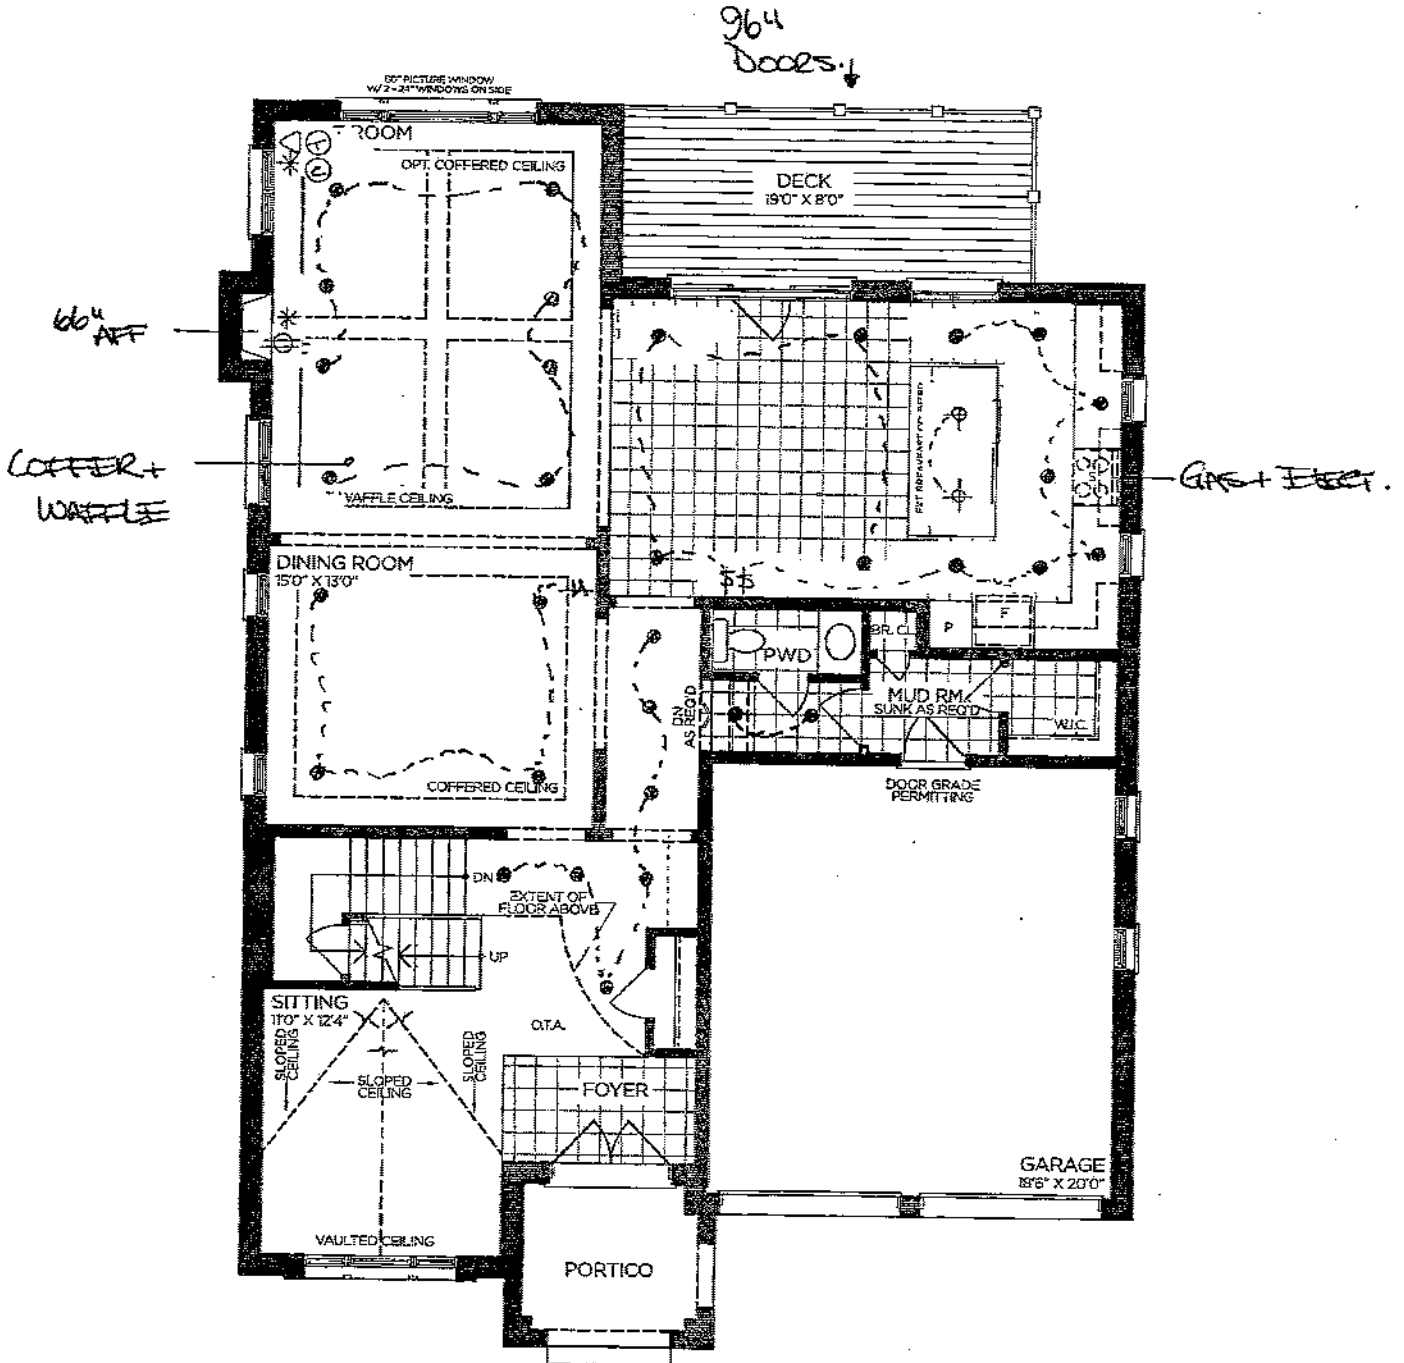 96"
DOORS.
60" PICTURE WINDOW
W/ 2-24" WINDOWS ON SIDE
T ROOM
OPT. COFFERED CEILING
DECK
19'0" X 8'0"
66"
AFF
COFFER +
WAFFLE
WAFFLE CEILING
GAS + ELECT.
DINING ROOM
15'0" X 13'0"
COFFERED CEILING
BR. C.
P
F
PWD
MUD RM
SUNK AS REQ'D
W.I.C.
DN
AS REQ'D
DOOR GRADE
PERMITTING
DN
EXTENT OF
FLOOR ABOVE
UP
SITTING
11'0" X 12'4"
SLOPED
CEILING
SLOPED
CEILING
SLOPED
CEILING
O.T.A.
FOYER
VAULTED CEILING
PORTICO
GARAGE
18'6" X 20'0"